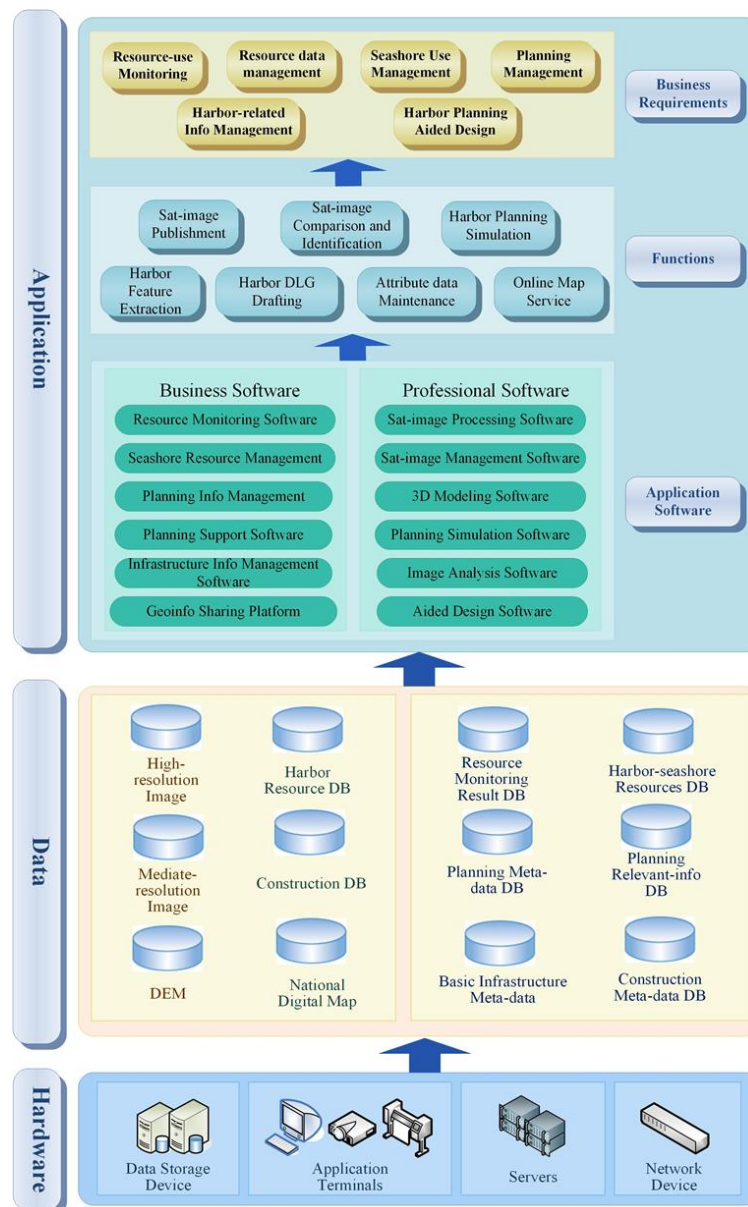 Application
Resource-use
Monitoring
Resource data
management
Seashore Use
Management
Planning
Management
Harbor-related
Info Management
Harbor Planning
Aided Design
Business
Requirements
Sat-image
Publishment
Sat-image
Comparison and
Identification
Harbor Planning
Simulation
Harbor
Feature
Extraction
Harbor DLG
Drafting
Attribute data
Maintenance
Online Map
Service
Functions
Business Software
Resource Monitoring Software
Seashore Resource Management
Planning Info Management
Planning Support Software
Infrastructure Info Management
Software
Geoinfo Sharing Platform
Professional Software
Sat-image Processing Software
Sat-image Management Software
3D Modeling Software
Planning Simulation Software
Image Analysis Software
Aided Design Software
Application
Software
Data
High-
resolution
Image
Harbor
Resource DB
Mediate-
resolution
Image
Construction DB
DEM
National
Digital Map
Resource
Monitoring
Result DB
Harbor-seashore
Resources DB
Planning Meta-
data DB
Planning
Relevant-info
DB
Basic Infrastructure
Meta-data
Construction
Meta-data DB
Hardware
Data Storage
Device
Application
Terminals
Servers
Network
Device